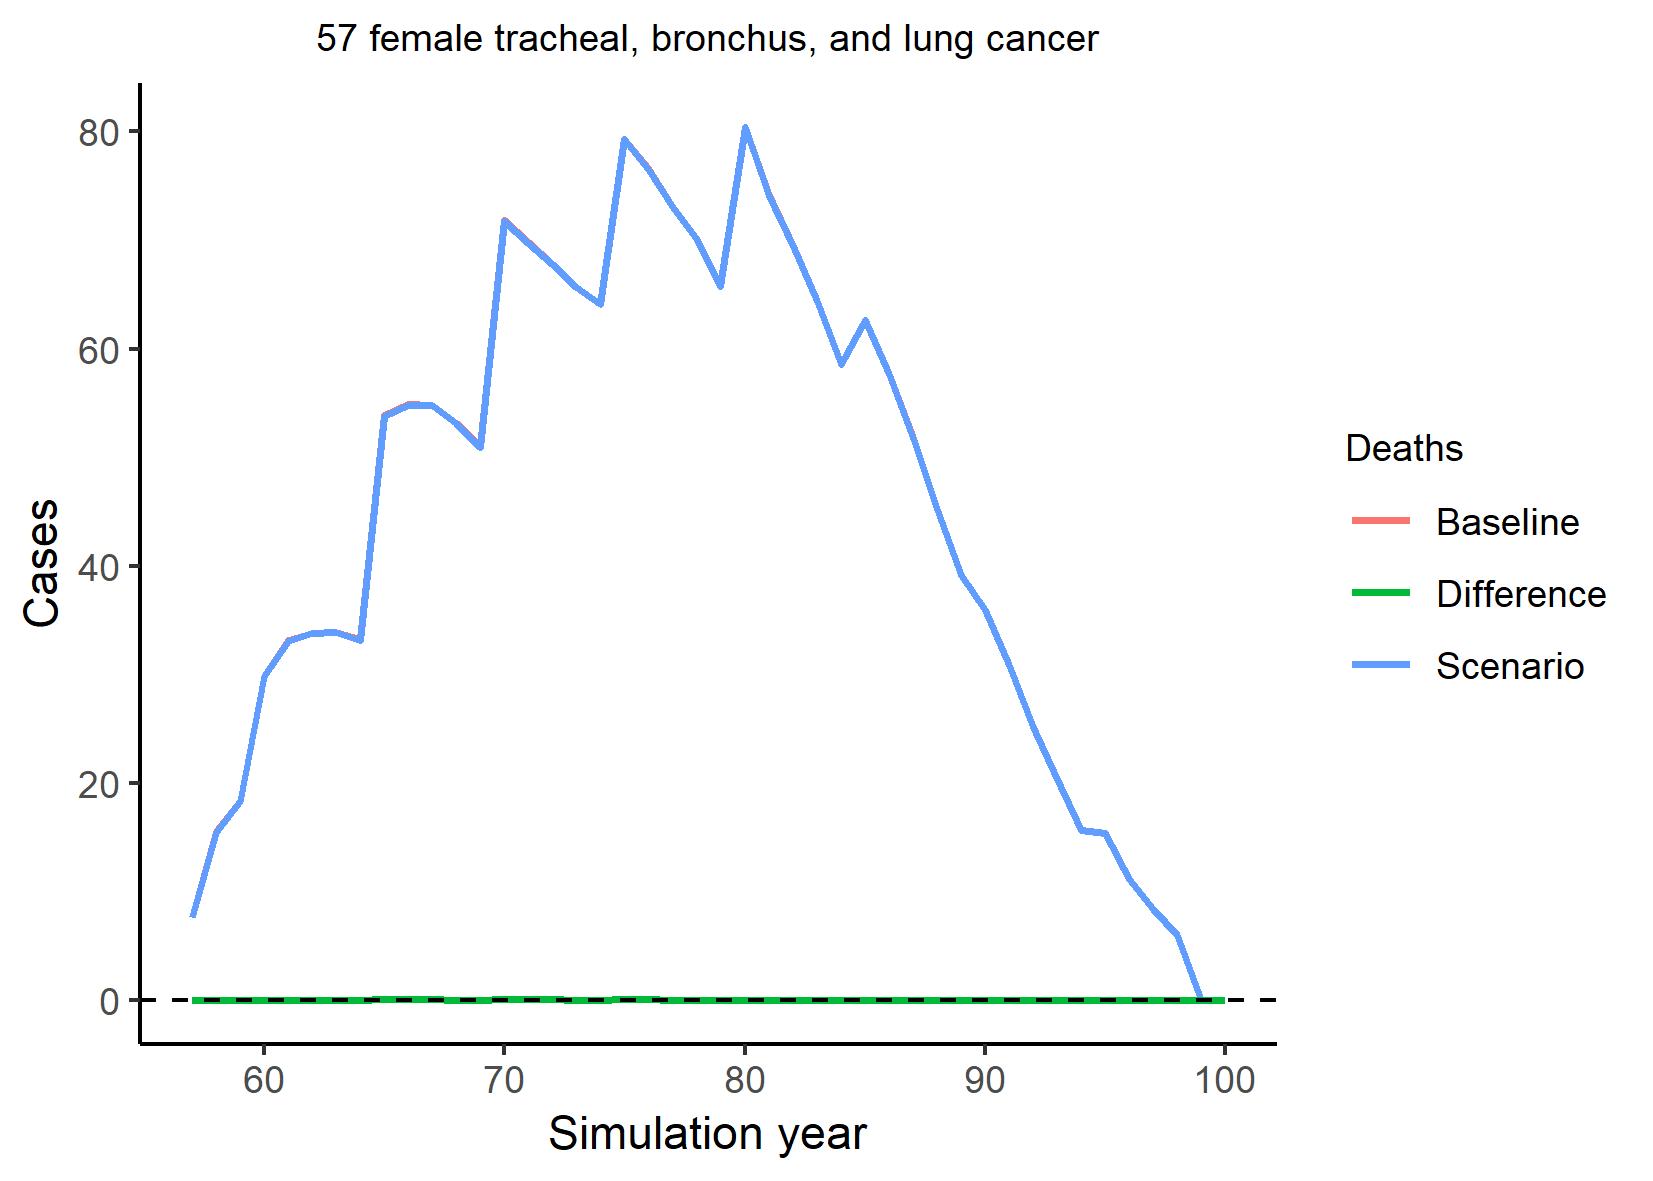 57 female tracheal, bronchus, and lung cancer
80
60
40
20
0
Cases
60 70 80 90 100
Simulation year
Deaths
Baseline
Difference
Scenario